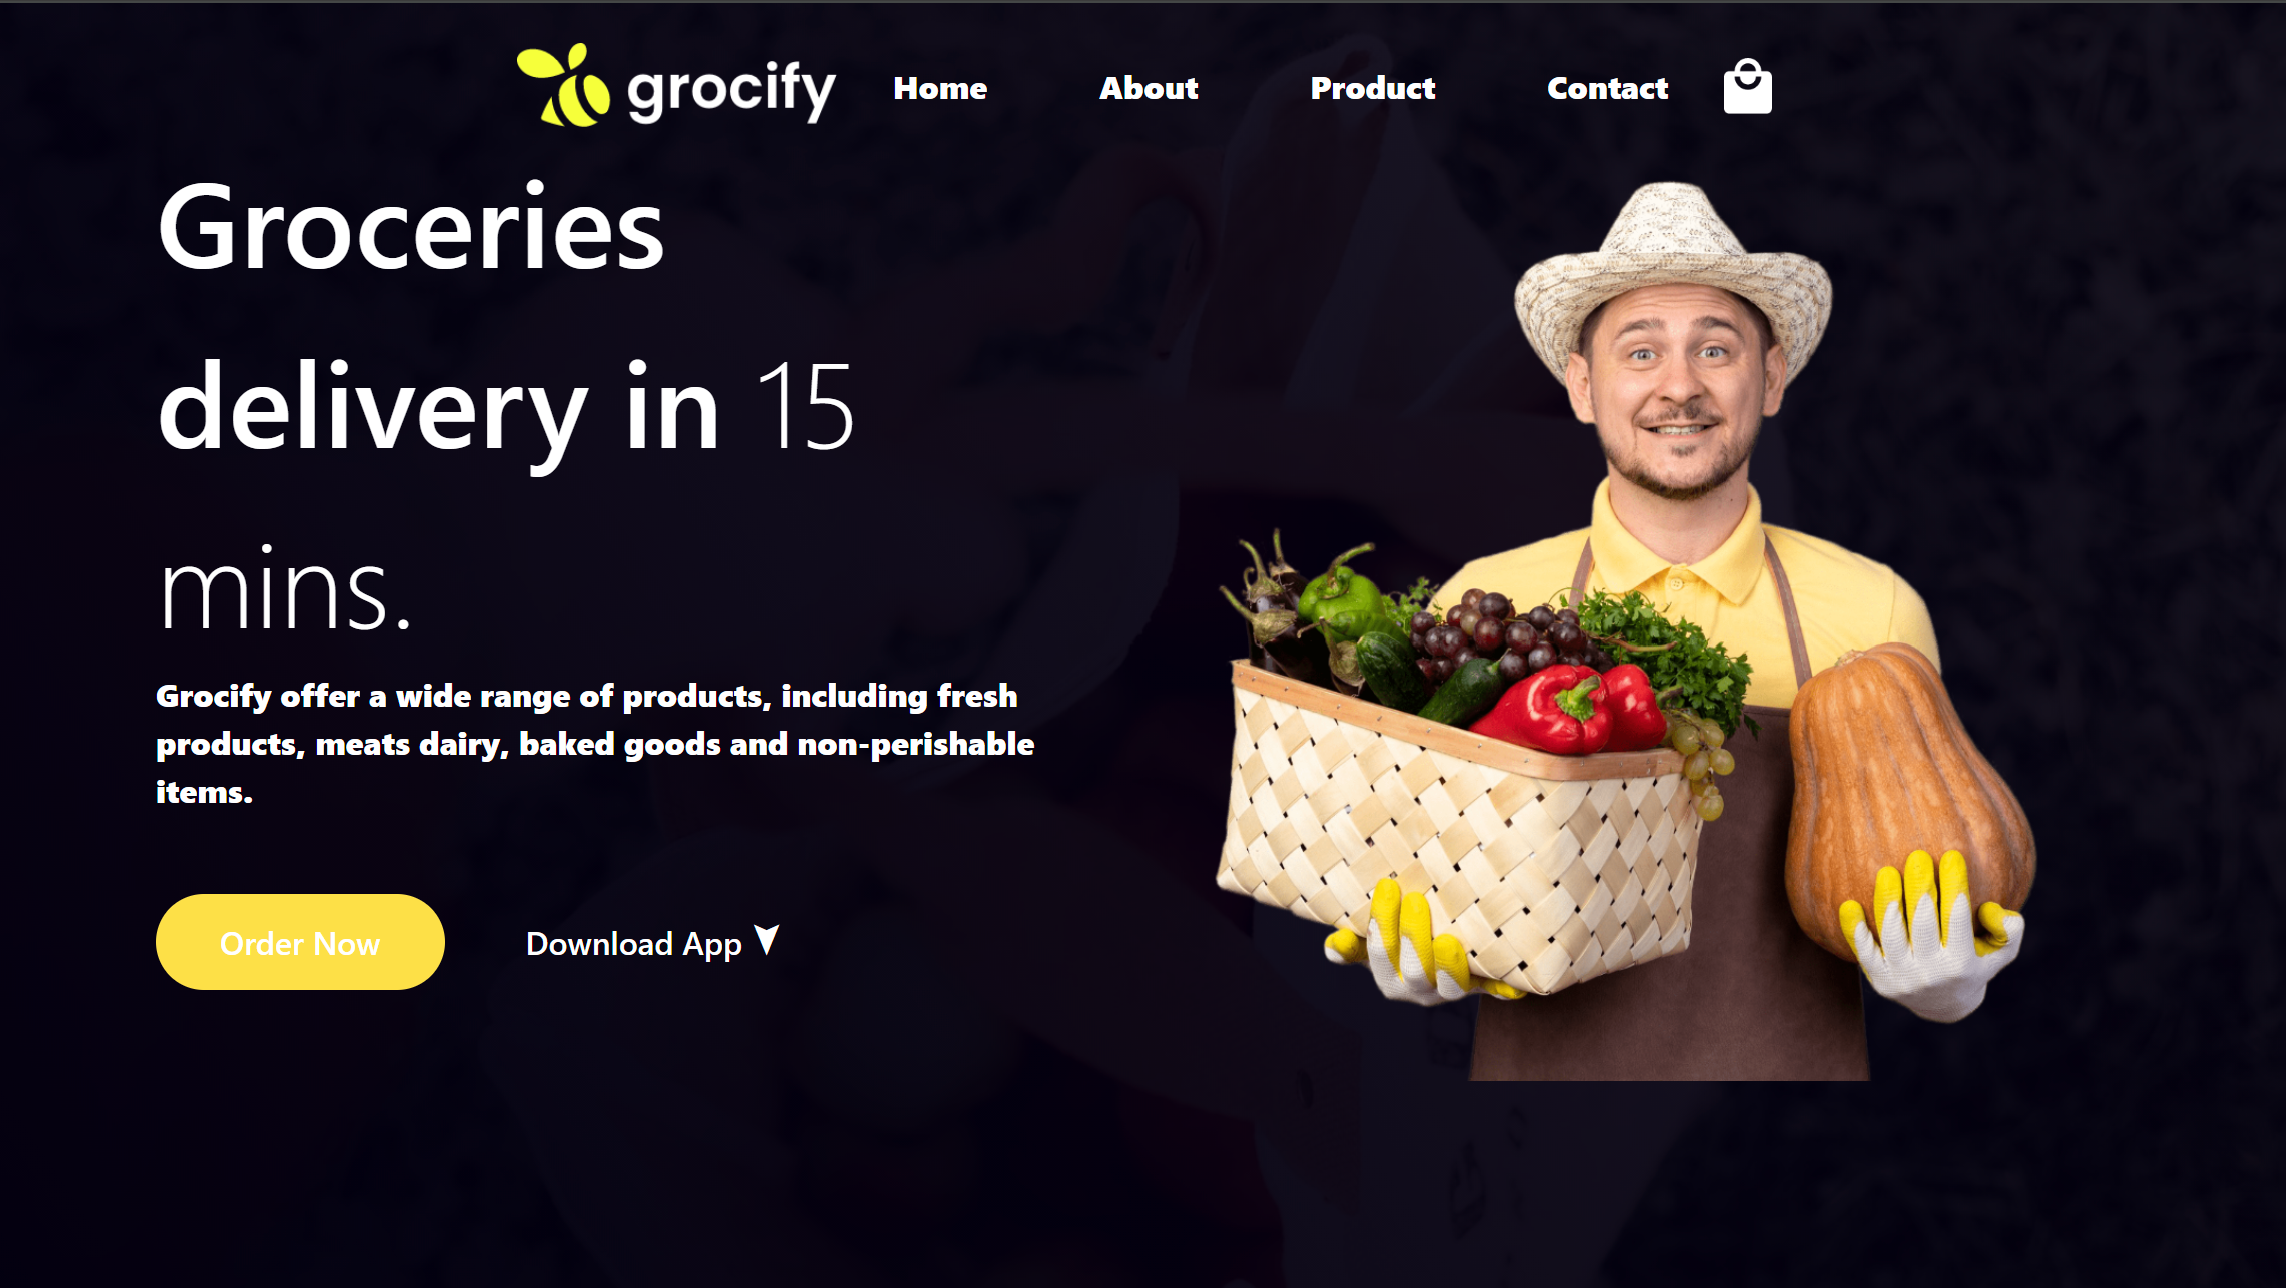 grocify
Home
About
Product
Contact
Groceries
delivery in 15
mins.
Grocify offer a wide range of products, including fresh
products, meats dairy, baked goods and non-perishable
items.
Order Now
Download App